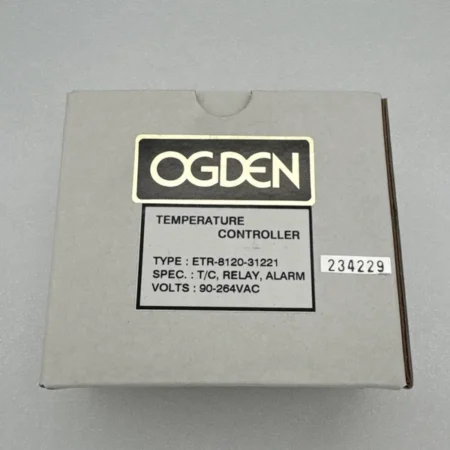 OGDEN
TEMPERATURE
CONTROLLER
TYPE : ETR-8120-31221
SPEC. : T/C, RELAY, ALARM
VOLTS : 90-264VAC
234229